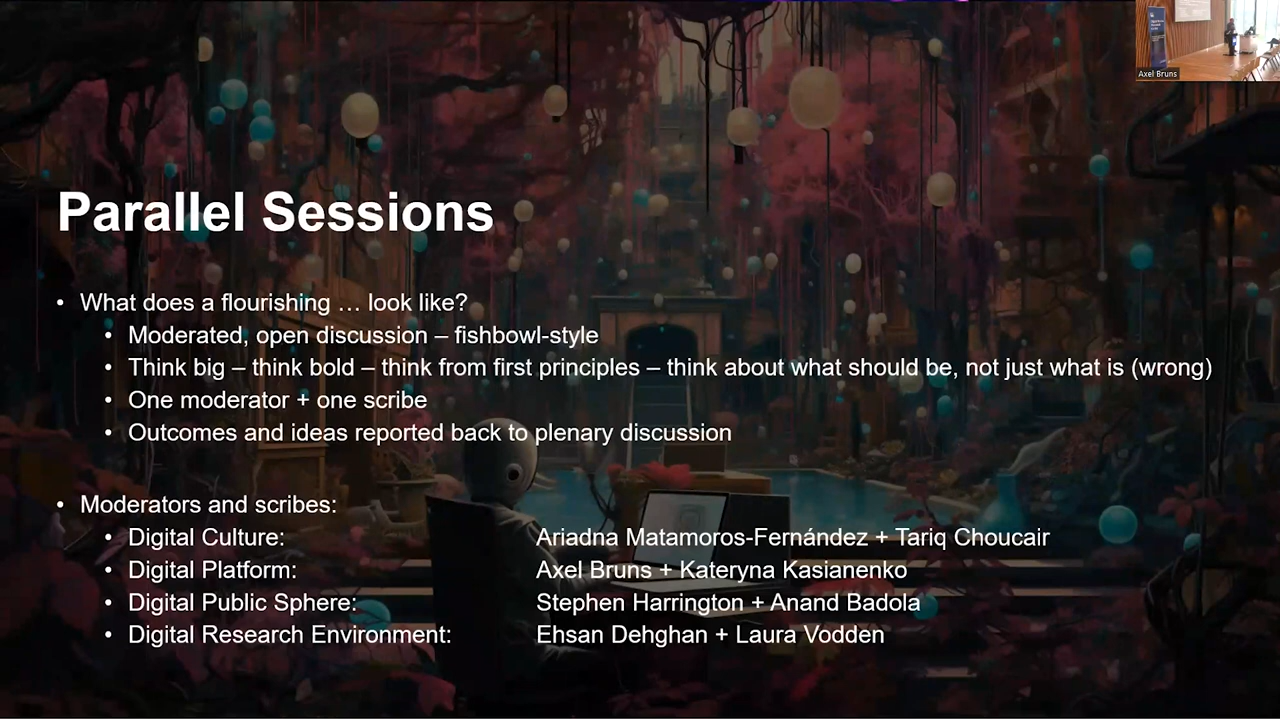 Axel Bruns
Parallel Sessions
• What does a flourishing … look like?
• Moderated, open discussion – fishbowl-style
• Think big – think bold – think from first principles – think about what should be, not just what is (wrong)
• One moderator + one scribe
• Outcomes and ideas reported back to plenary discussion
• Moderators and scribes:
• Digital Culture: Ariadna Matamoros-Fernández + Tariq Choucair
• Digital Platform: Axel Bruns + Kateryna Kasianenko
• Digital Public Sphere: Stephen Harrington + Anand Badola
• Digital Research Environment: Ehsan Dehghan + Laura Vodden